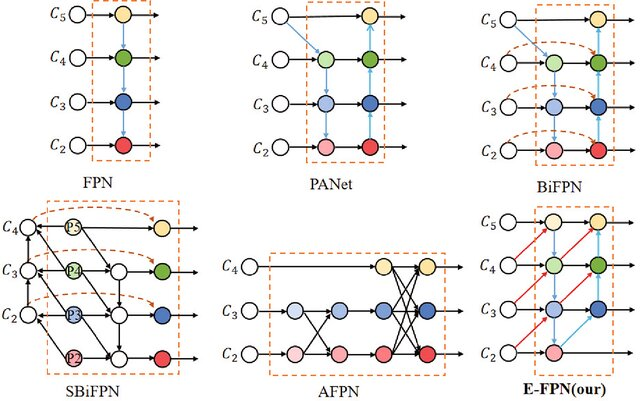 C5
C4
C3
C2
FPN
C5
C4
C3
C2
PANet
C5
C4
C3
C2
BiFPN
C4
C3
C2
P5
P4
P3
P2
SBiFPN
C4
C3
C2
AFPN
C5
C4
C3
C2
E-FPN(our)